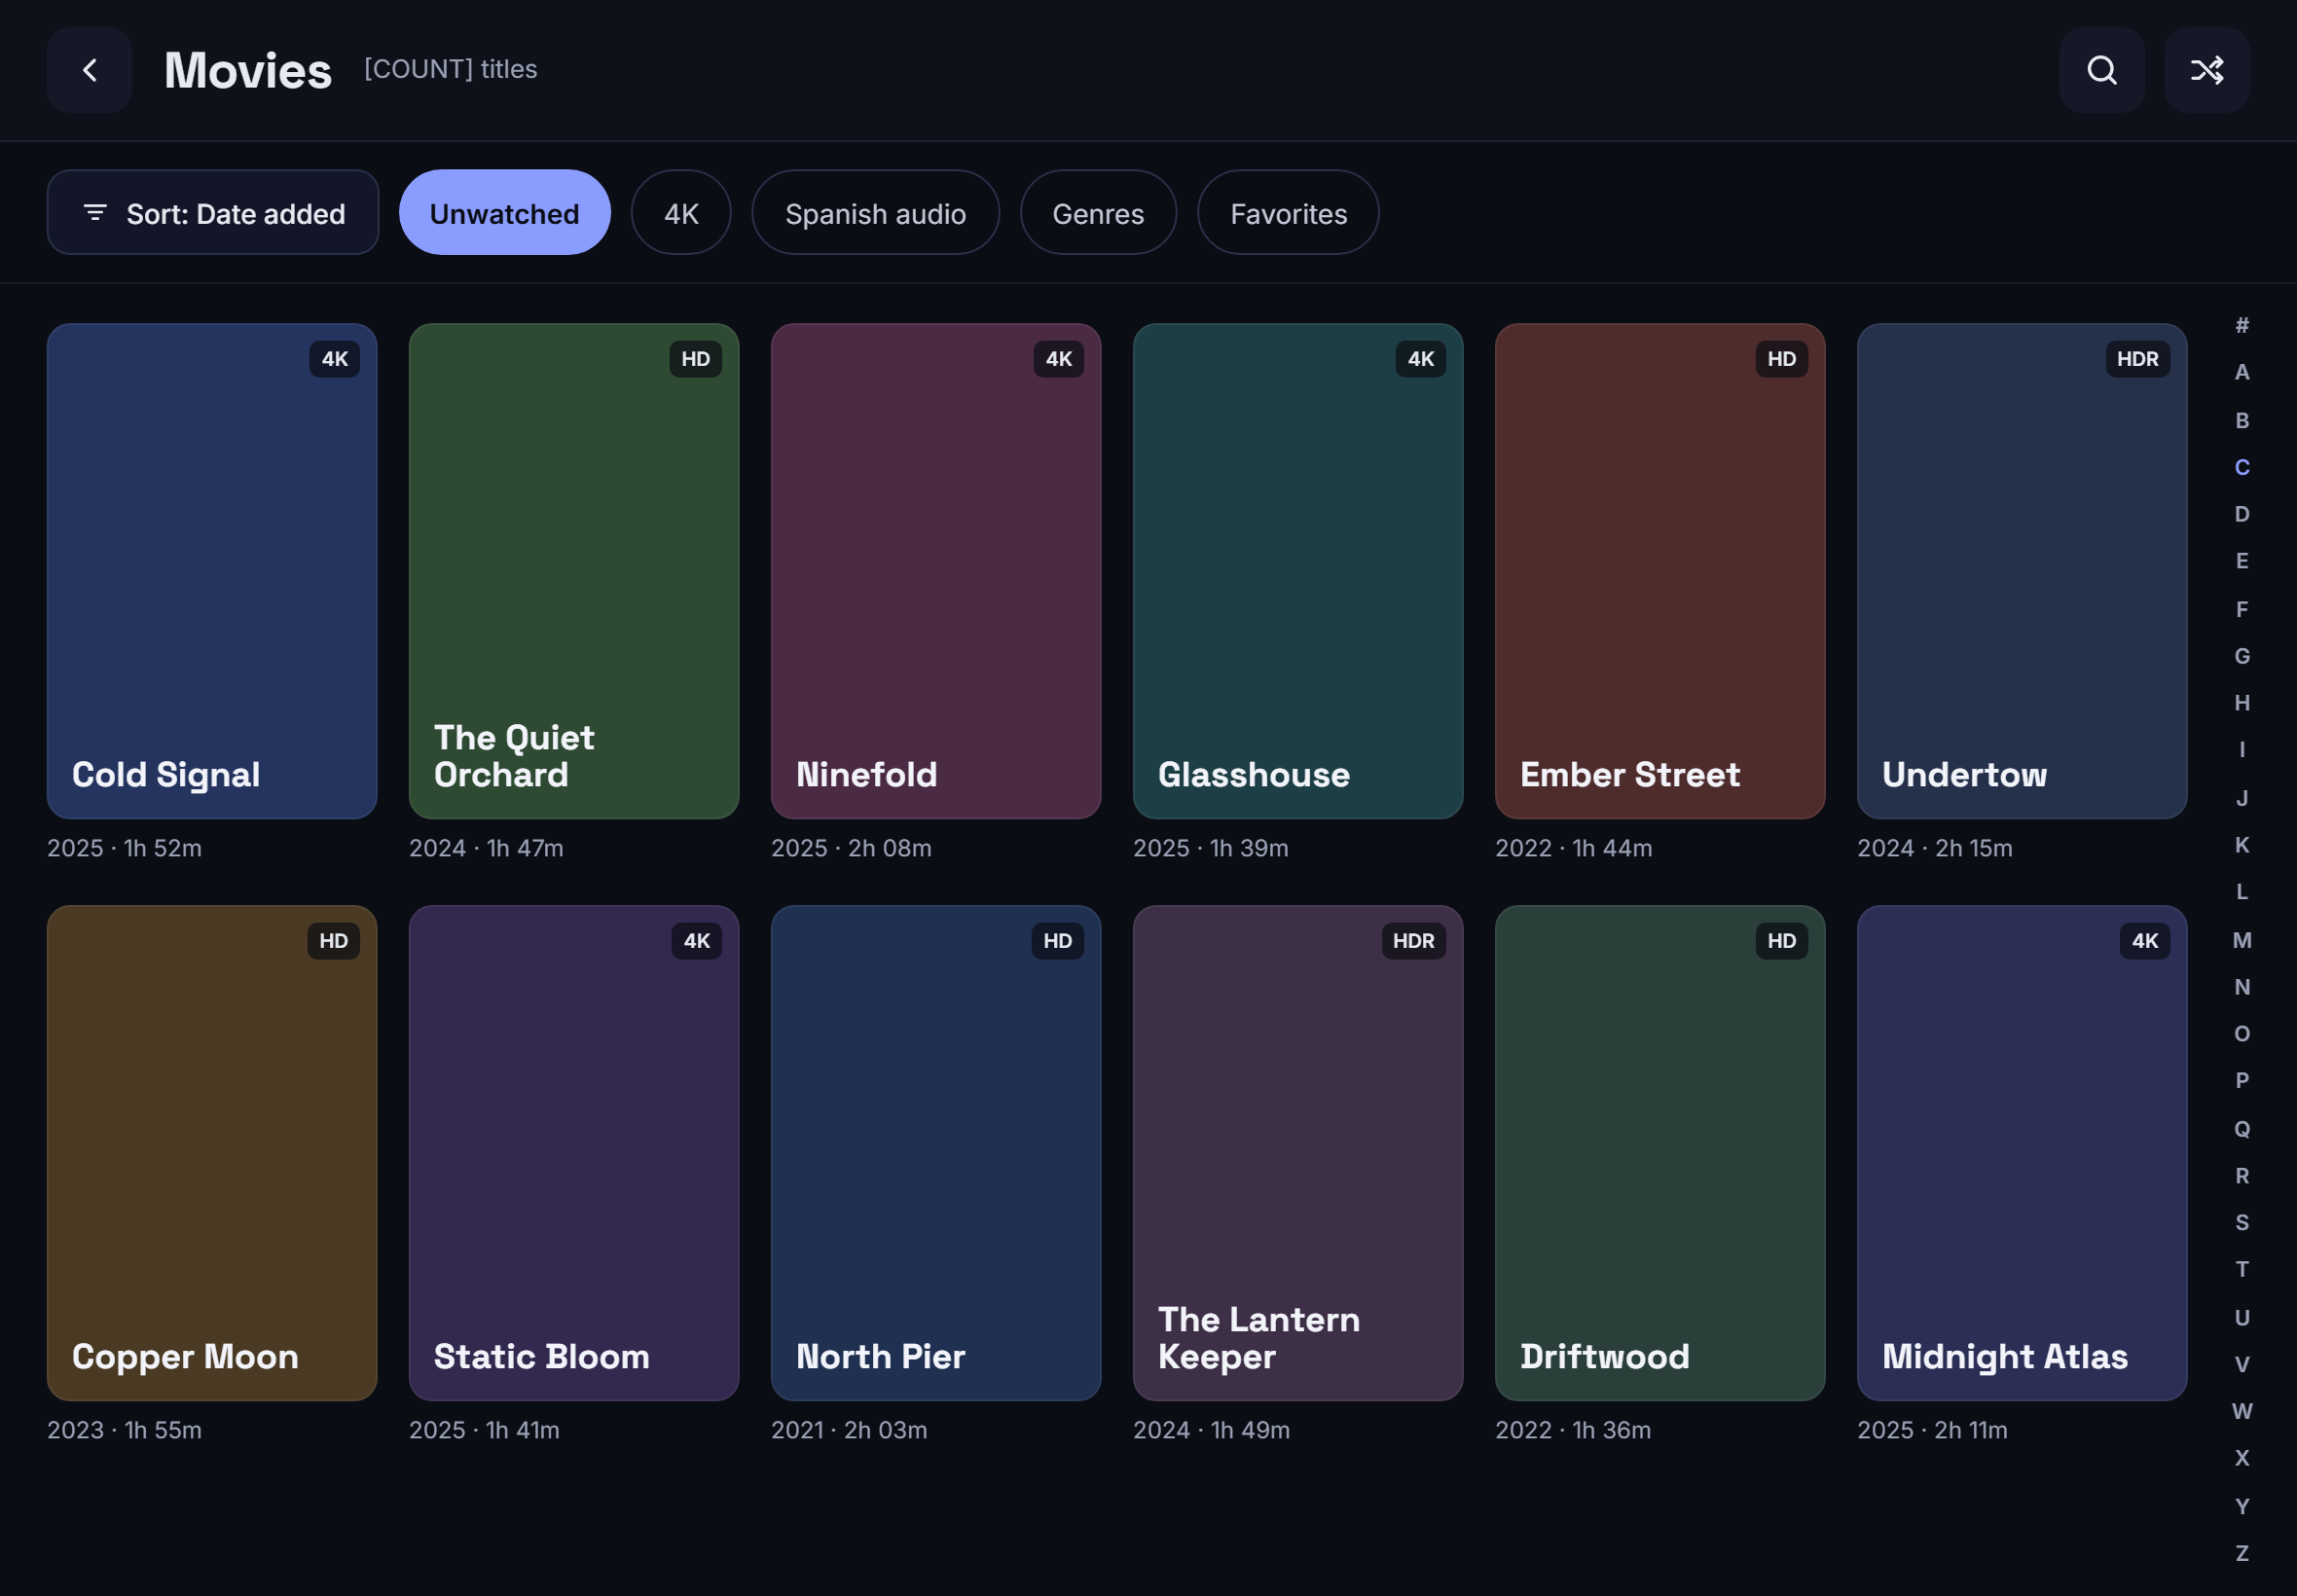 Movies
[COUNT] titles
Sort: Date added
Unwatched
4K
Spanish audio
Genres
Favorites
4K
Cold Signal
2025 · 1h 52m
HD
The Quiet
Orchard
2024 · 1h 47m
4K
Ninefold
2025 · 2h 08m
4K
Glasshouse
2025 · 1h 39m
HD
Ember Street
2022 · 1h 44m
HDR
Undertow
2024 · 2h 15m
HD
Copper Moon
2023 · 1h 55m
4K
Static Bloom
2025 · 1h 41m
HD
North Pier
2021 · 2h 03m
HDR
The Lantern
Keeper
2024 · 1h 49m
HD
Driftwood
2022 · 1h 36m
4K
Midnight Atlas
2025 · 2h 11m
#
A
B
C
D
E
F
G
H
I
J
K
L
M
N
O
P
Q
R
S
T
U
V
W
X
Y
Z